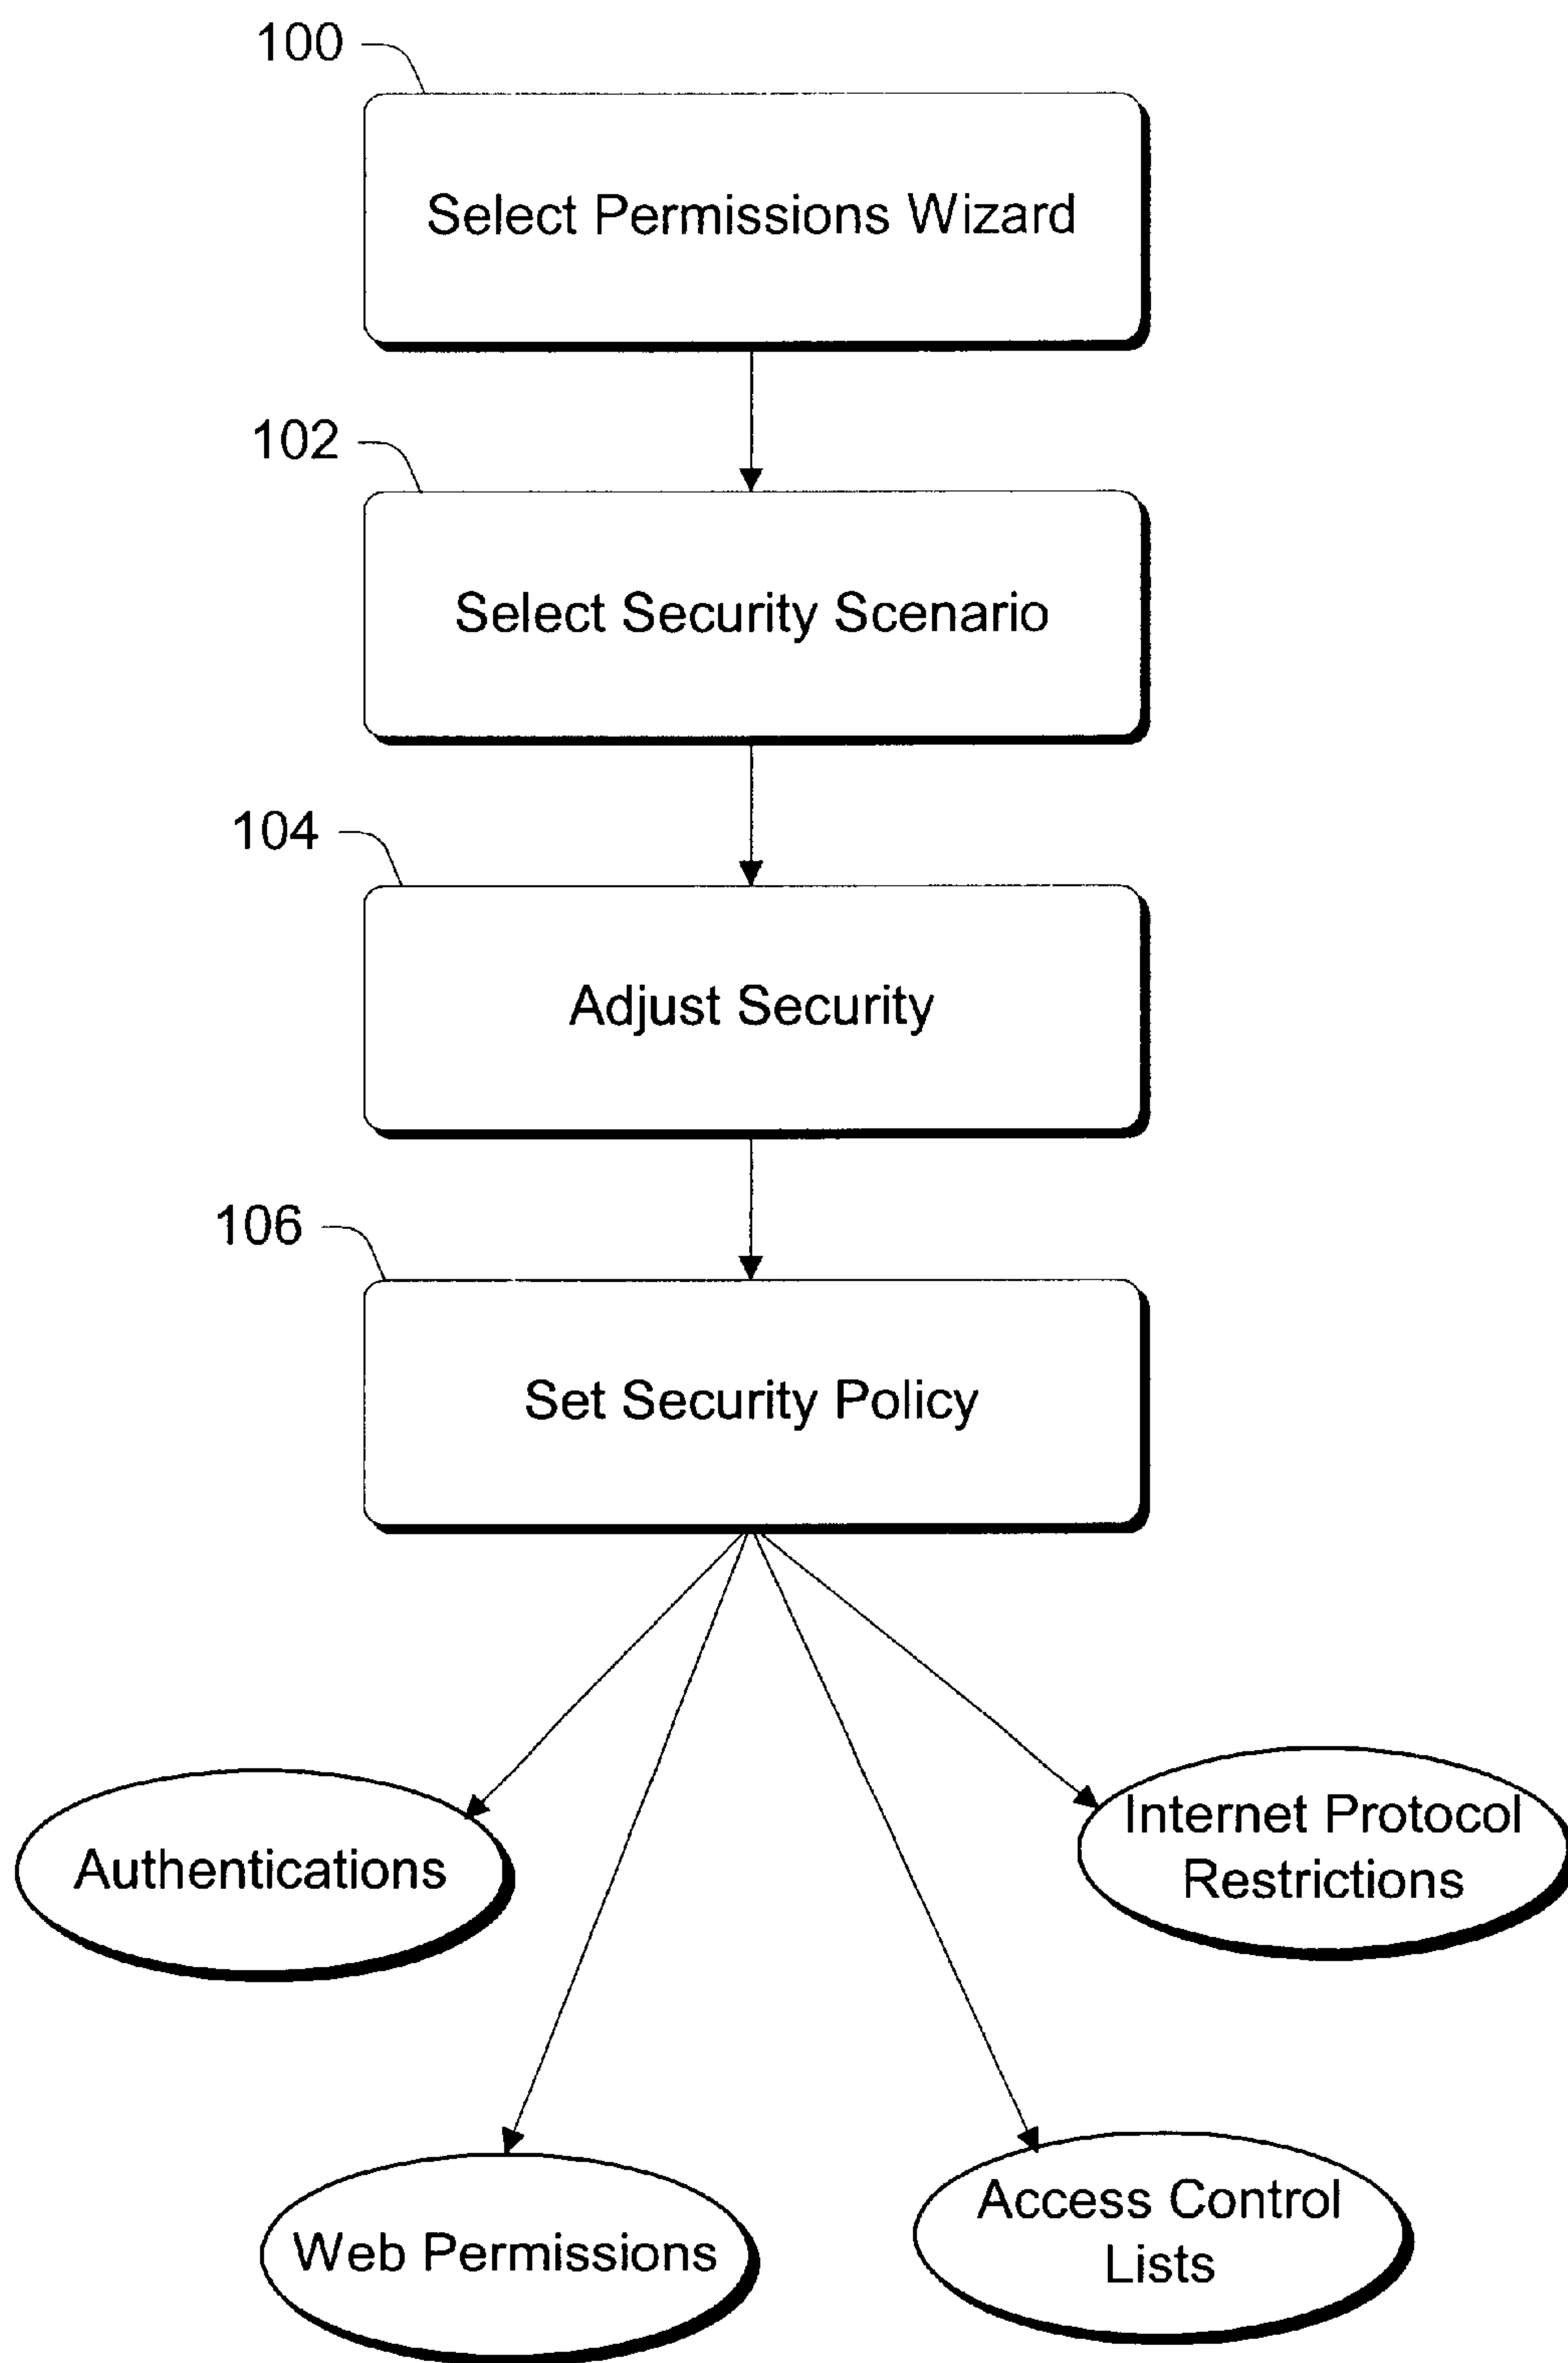 100
Select Permissions Wizard
102
Select Security Scenario
104
Adjust Security
106
Set Security Policy
Authentications
Internet Protocol
Restrictions
Web Permissions
Access Control
Lists